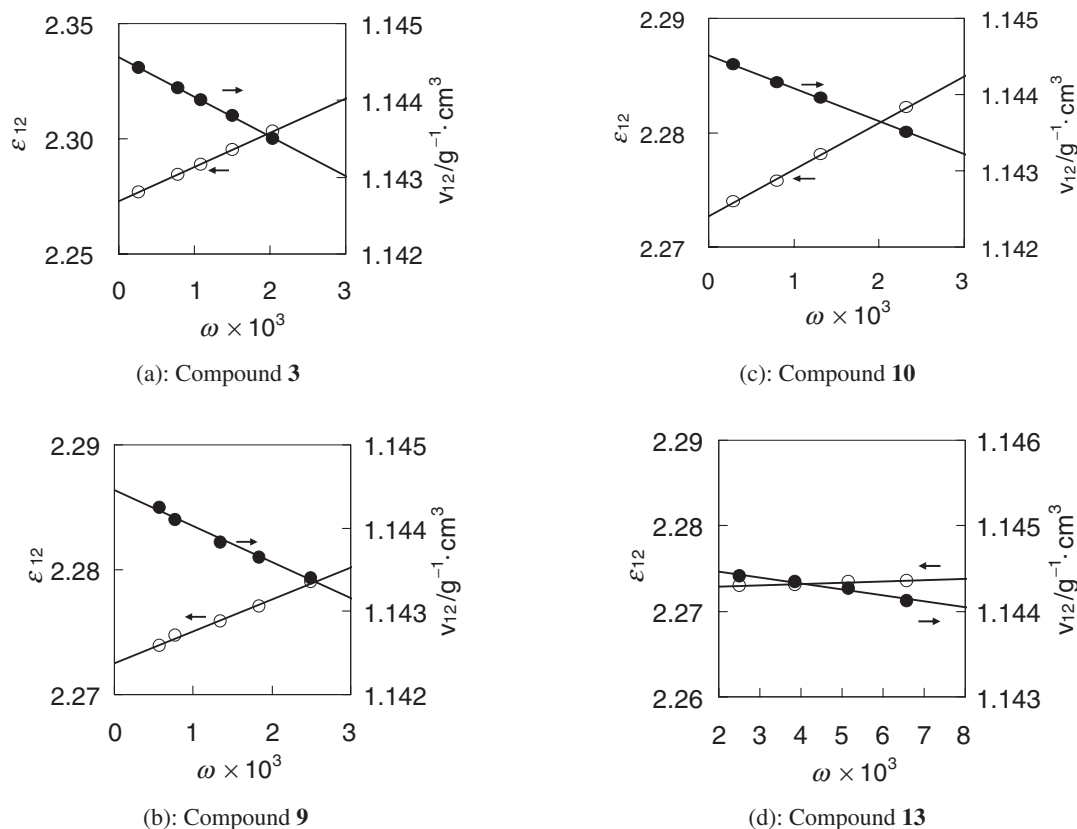 2.35
2.30
2.25
ε12
1.145
1.144
1.143
1.142
v12/g−1·cm3
0 1 2 3
ω × 10³
(a): Compound 3
2.29
2.28
2.27
ε12
1.145
1.144
1.143
1.142
v12/g−1·cm3
0 1 2 3
ω × 10³
(c): Compound 10
2.29
2.28
2.27
ε12
1.145
1.144
1.143
1.142
v12/g−1·cm3
0 1 2 3
ω × 10³
(b): Compound 9
2.29
2.28
2.27
2.26
ε12
1.146
1.145
1.144
1.143
v12/g−1·cm3
2 3 4 5 6 7 8
ω × 10³
(d): Compound 13